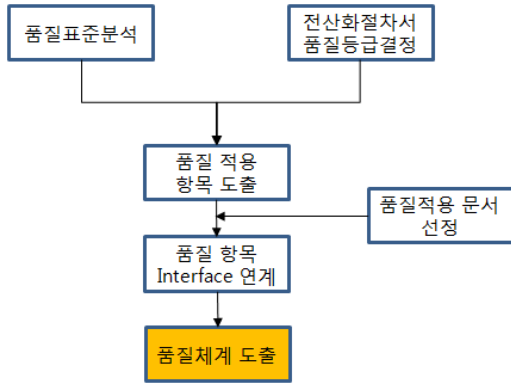 품질표준분석
전산화절차서
품질등급결정
품질 적용
항목 도출
품질적용 문서
선정
품질 항목
Interface 연계
품질체계 도출